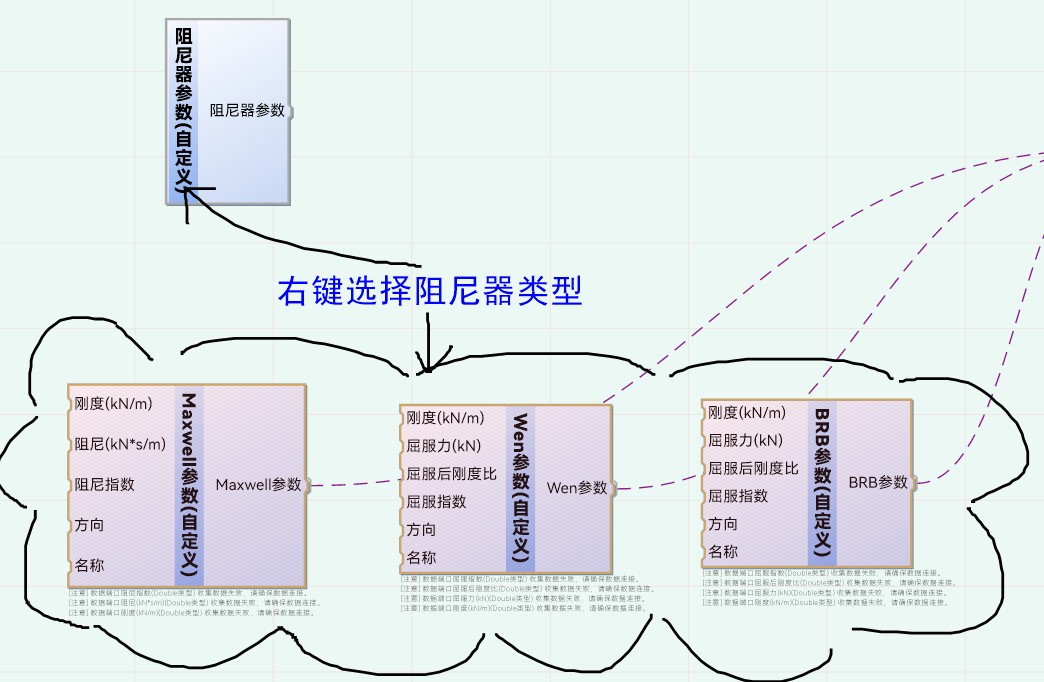 阻尼器参数(自定义)
阻尼器参数
右键选择阻尼器类型
刚度(kN/m)
阻尼(kN*s/m)
阻尼指数
方向
名称
Maxwell参数(自定义)
Maxwell参数
[注意] 数据端口阻尼指数(Double类型) 收集数据失败，请确保数据连接。
[注意] 数据端口阻尼(kN*s/m)(Double类型) 收集数据失败，请确保数据连接。
[注意] 数据端口刚度(kN/m)(Double类型) 收集数据失败，请确保数据连接。
刚度(kN/m)
屈服力(kN)
屈服后刚度比
屈服指数
方向
名称
Wen参数(自定义)
Wen参数
[注意] 数据端口屈服指数(Double类型) 收集数据失败，请确保数据连接。
[注意] 数据端口屈服后刚度比(Double类型) 收集数据失败，请确保数据连接。
[注意] 数据端口屈服力(kN)(Double类型) 收集数据失败，请确保数据连接。
[注意] 数据端口刚度(kN/m)(Double类型) 收集数据失败，请确保数据连接。
刚度(kN/m)
屈服力(kN)
屈服后刚度比
屈服指数
方向
名称
BRB参数(自定义)
BRB参数
[注意] 数据端口屈服指数(Double类型) 收集数据失败，请确保数据连接。
[注意] 数据端口屈服后刚度比(Double类型) 收集数据失败，请确保数据连接。
[注意] 数据端口屈服力(kN)(Double类型) 收集数据失败，请确保数据连接。
[注意] 数据端口刚度(kN/m)(Double类型) 收集数据失败，请确保数据连接。